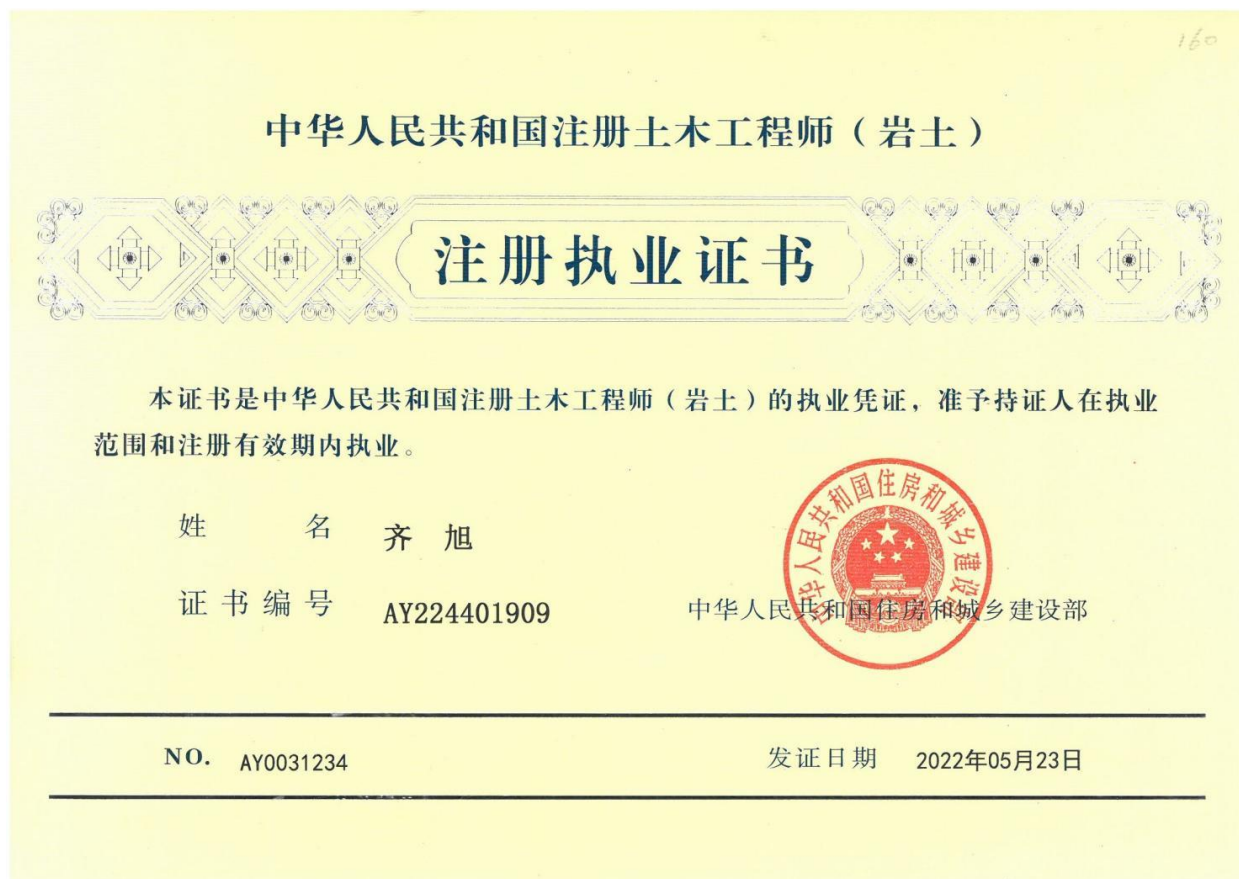 160
中华人民共和国注册土木工程师（岩土）
注册执业证书
本证书是中华人民共和国注册土木工程师（岩土）的执业凭证，准予持证人在执业
范围和注册有效期内执业。
姓 名 齐 旭
证书编号 AY224401909
中华人民共和国住房和城乡建设部
中华人民共和国住房和城乡建设部
NO. AY0031234 发证日期 2022年05月23日